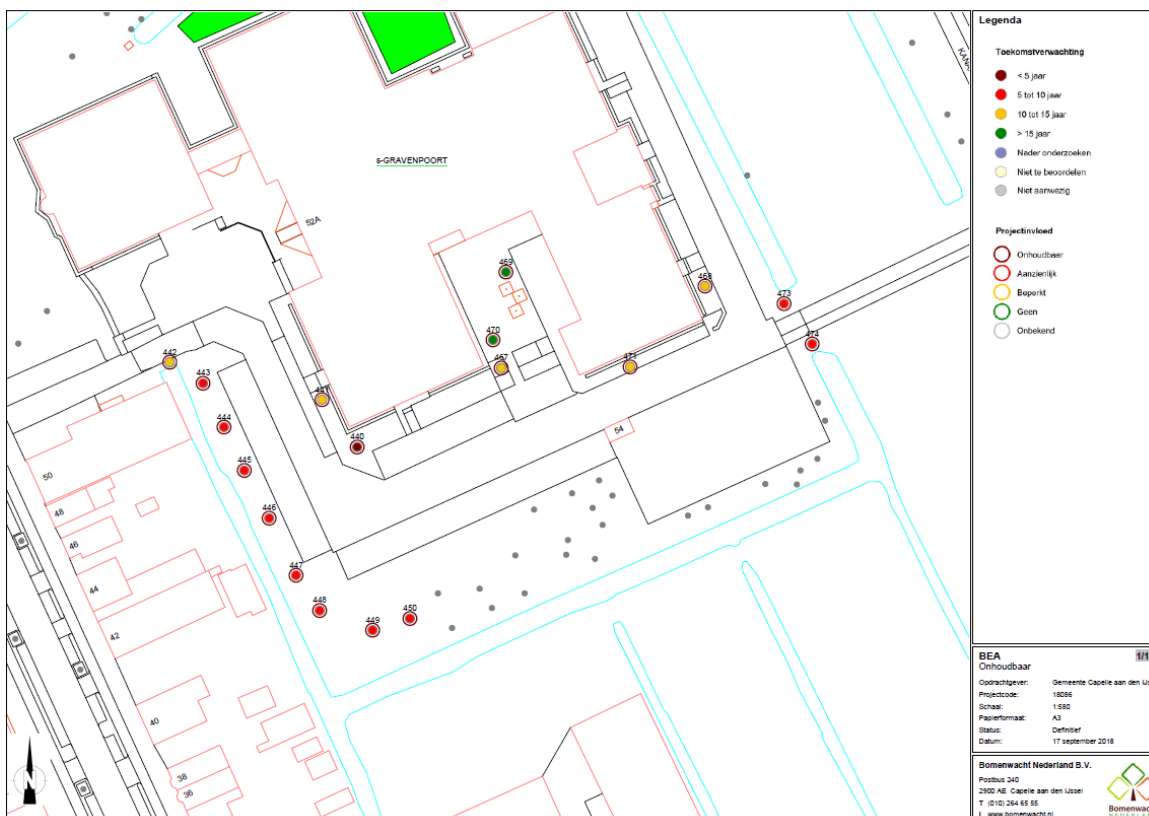 Legenda
Toekomstverwachting
< 5 jaar
5 tot 10 jaar
10 tot 15 jaar
> 15 jaar
Nader onderzoeken
Niet te beoordelen
Niet aanwezig
Projectinvloed
Onhoudbaar
Aanzienlijk
Beperkt
Geen
Onbekend
s-GRAVENPOORT
52A
469
468
473
470
474
442
467
471
443
440
444
54
445
50
446
48
46
447
44
448
450
449
42
40
38
36
N
BEA
1/1
Onhoudbaar
Opdrachtgever: Gemeente Capelle aan den IJs
Projectcode: 18086
Schaal: 1:580
Papierformaat: A3
Status: Definitief
Datum: 17 september 2018
Bomenwacht Nederland B.V.
Postbus 240
2900 AE Capelle aan den IJssel
T (010) 264 65 55
I www.bomenwacht.nl
Bomenwac
NEDERLAN